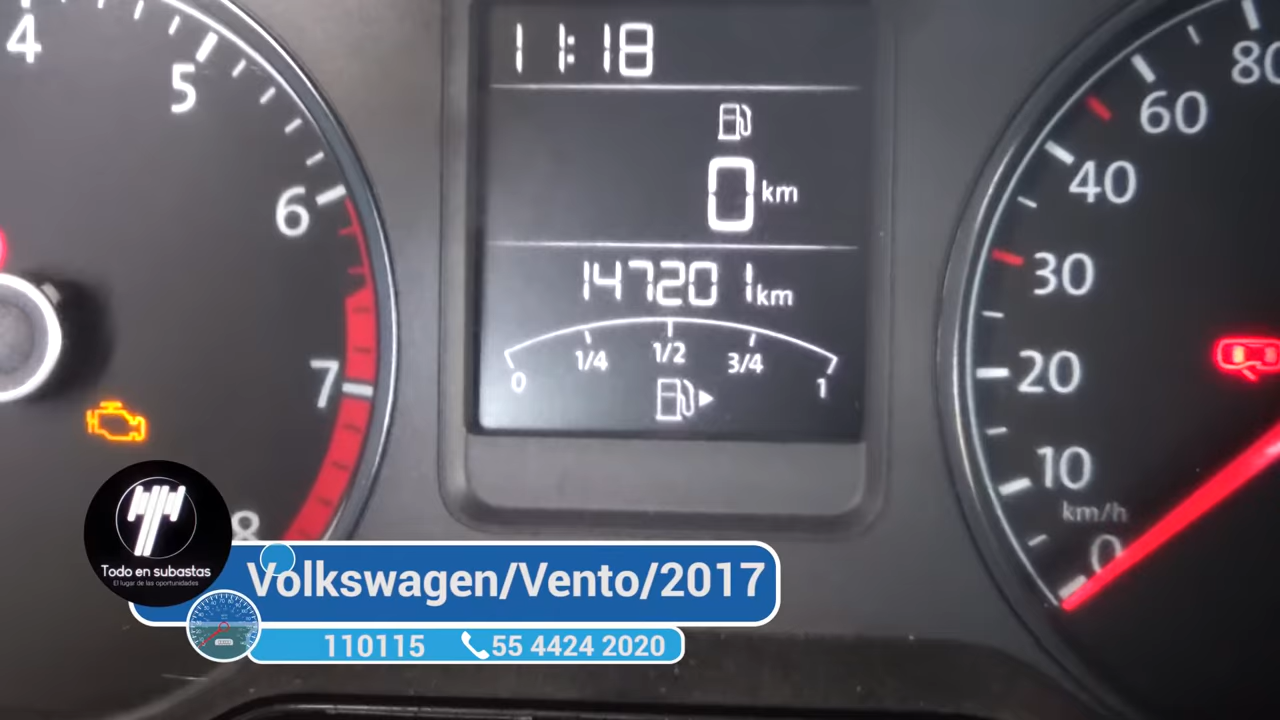 4
5
6
7
8
11:18
0 km
147201 km
0 1/4 1/2 3/4 1
80
60
40
30
20
10
km/h
0
Todo en subastas
El lugar de las oportunidades
Volkswagen/Vento/2017
110115 55 4424 2020